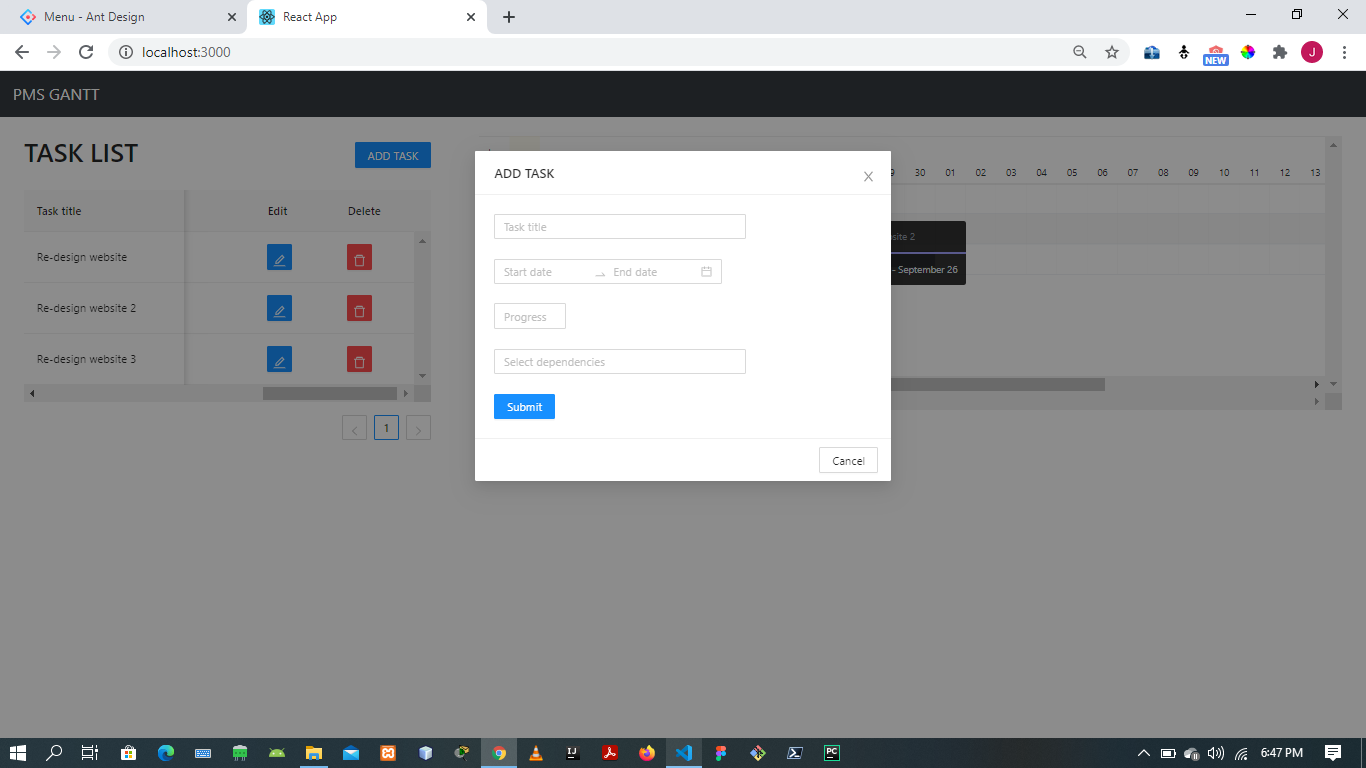 Menu - Ant Design
React App
localhost:3000
NEW
J
PMS GANTT
TASK LIST
ADD TASK
Task title Edit Delete
Re-design website
Re-design website 2
Re-design website 3
1
30 01 02 03 04 05 06 07 08 09 10 11 12 13
2
- September 26
ADD TASK
Task title
Start date End date
Progress
Select dependencies
Submit
Cancel
IJ
PC
6:47 PM